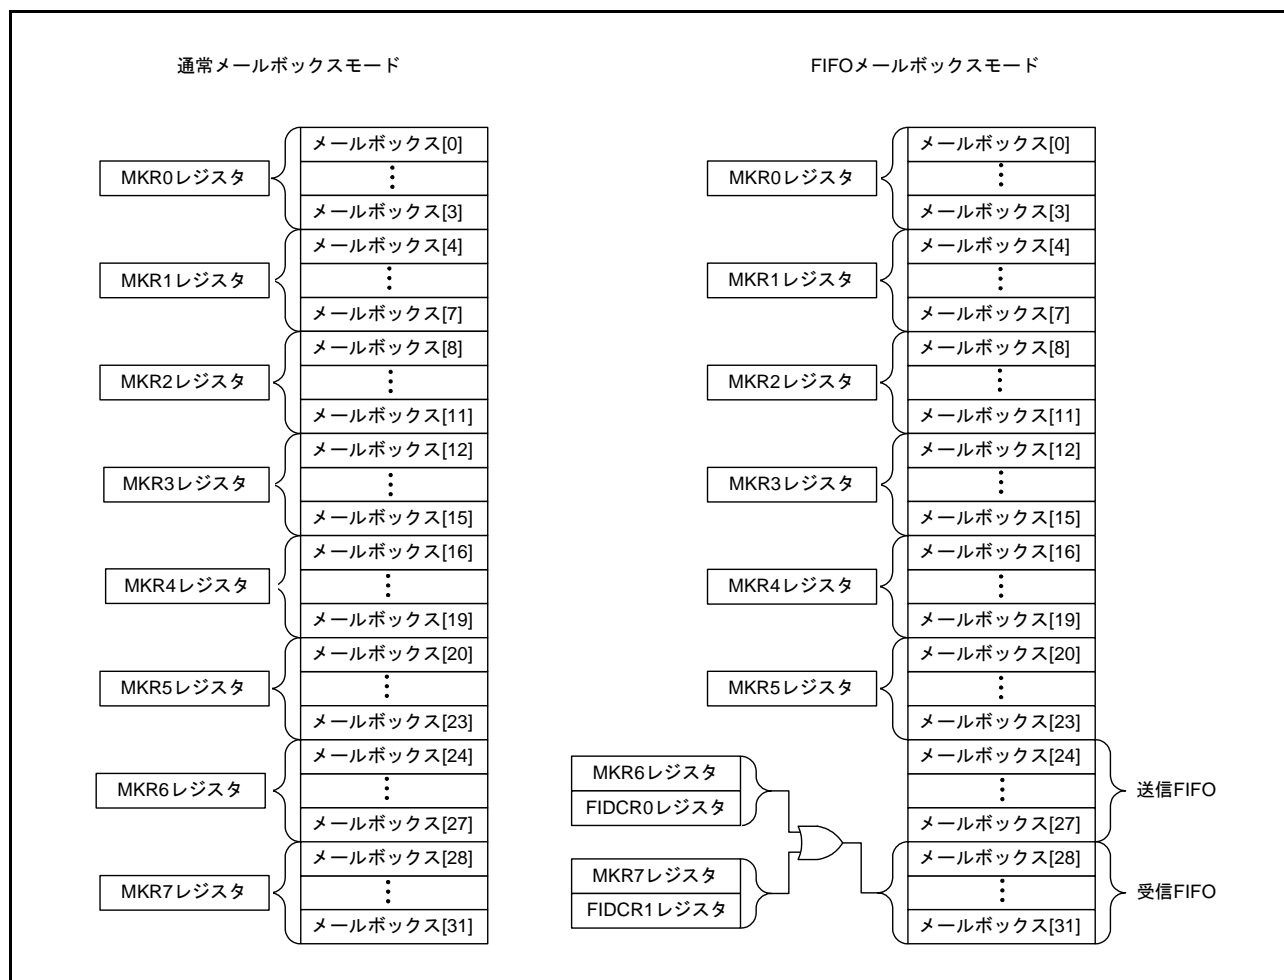 通常メールボックスモード
メールボックス[0]
MKR0レジスタ
メールボックス[3]
メールボックス[4]
MKR1レジスタ
メールボックス[7]
メールボックス[8]
MKR2レジスタ
メールボックス[11]
メールボックス[12]
MKR3レジスタ
メールボックス[15]
メールボックス[16]
MKR4レジスタ
メールボックス[19]
メールボックス[20]
MKR5レジスタ
メールボックス[23]
メールボックス[24]
MKR6レジスタ
メールボックス[27]
メールボックス[28]
MKR7レジスタ
メールボックス[31]
FIFOメールボックスモード
メールボックス[0]
MKR0レジスタ
メールボックス[3]
メールボックス[4]
MKR1レジスタ
メールボックス[7]
メールボックス[8]
MKR2レジスタ
メールボックス[11]
メールボックス[12]
MKR3レジスタ
メールボックス[15]
メールボックス[16]
MKR4レジスタ
メールボックス[19]
メールボックス[20]
MKR5レジスタ
メールボックス[23]
メールボックス[24]
MKR6レジスタ
FIDCR0レジスタ
送信FIFO
メールボックス[27]
メールボックス[28]
MKR7レジスタ
FIDCR1レジスタ
受信FIFO
メールボックス[31]